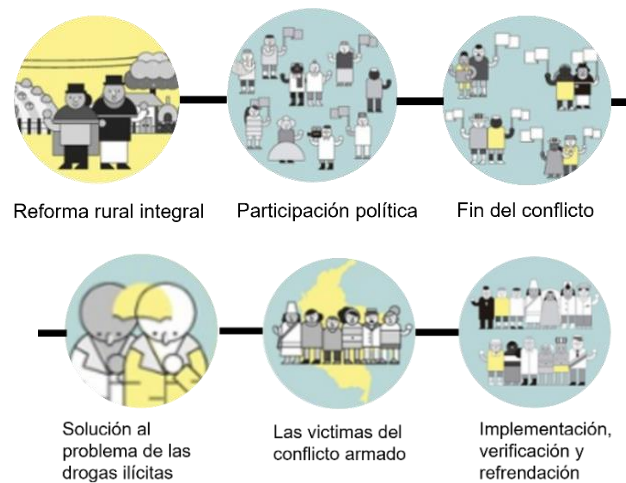 Reforma rural integral
Participación política
Fin del conflicto
Solución al
problema de las
drogas ilícitas
Las victimas del
conflicto armado
Implementación,
verificación y
refrendación